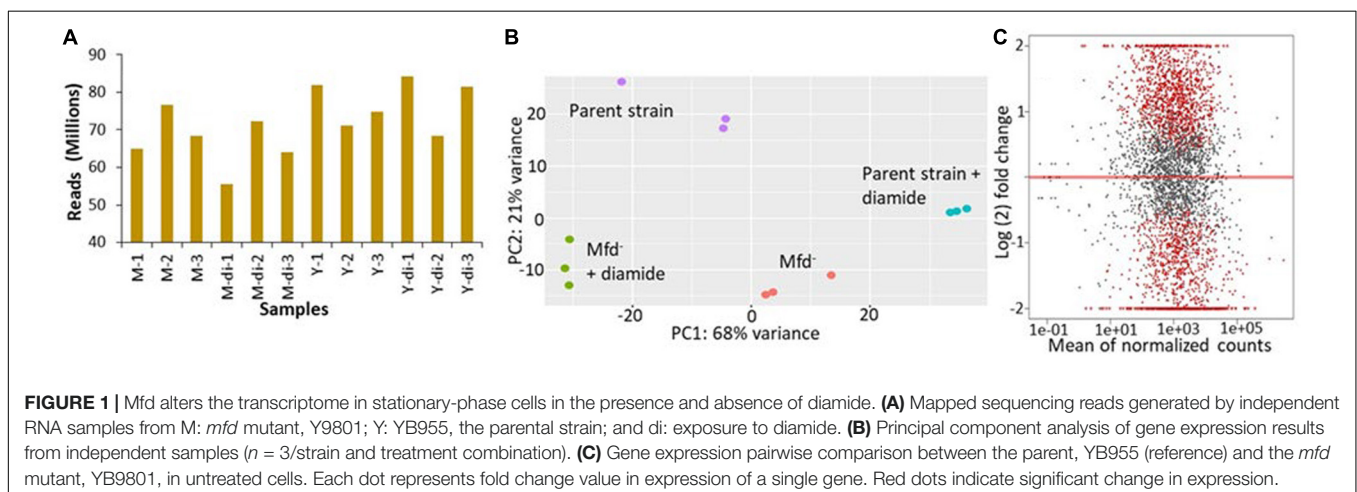 A
90
80
70
60
50
40
Reads (Millions)
M-1
M-2
M-3
M-di-1
M-di-2
M-di-3
Y-1
Y-2
Y-3
Y-di-1
Y-di-2
Y-di-3
Samples
B
20
10
0
-10
PC2: 21% variance
Parent strain
Parent strain +
diamide
Mfd-
+ diamide
Mfd-
-20
0
20
PC1: 68% variance
C
2
1
-1
-2
Log (2) fold change
1e-01
1e+01
1e+03
1e+05
Mean of normalized counts
FIGURE 1 | Mfd alters the transcriptome in stationary-phase cells in the presence and absence of diamide. (A) Mapped sequencing reads generated by independent
RNA samples from M: mfd mutant, Y9801; Y: YB955, the parental strain; and di: exposure to diamide. (B) Principal component analysis of gene expression results
from independent samples (n = 3/strain and treatment combination). (C) Gene expression pairwise comparison between the parent, YB955 (reference) and the mfd
mutant, YB9801, in untreated cells. Each dot represents fold change value in expression of a single gene. Red dots indicate significant change in expression.